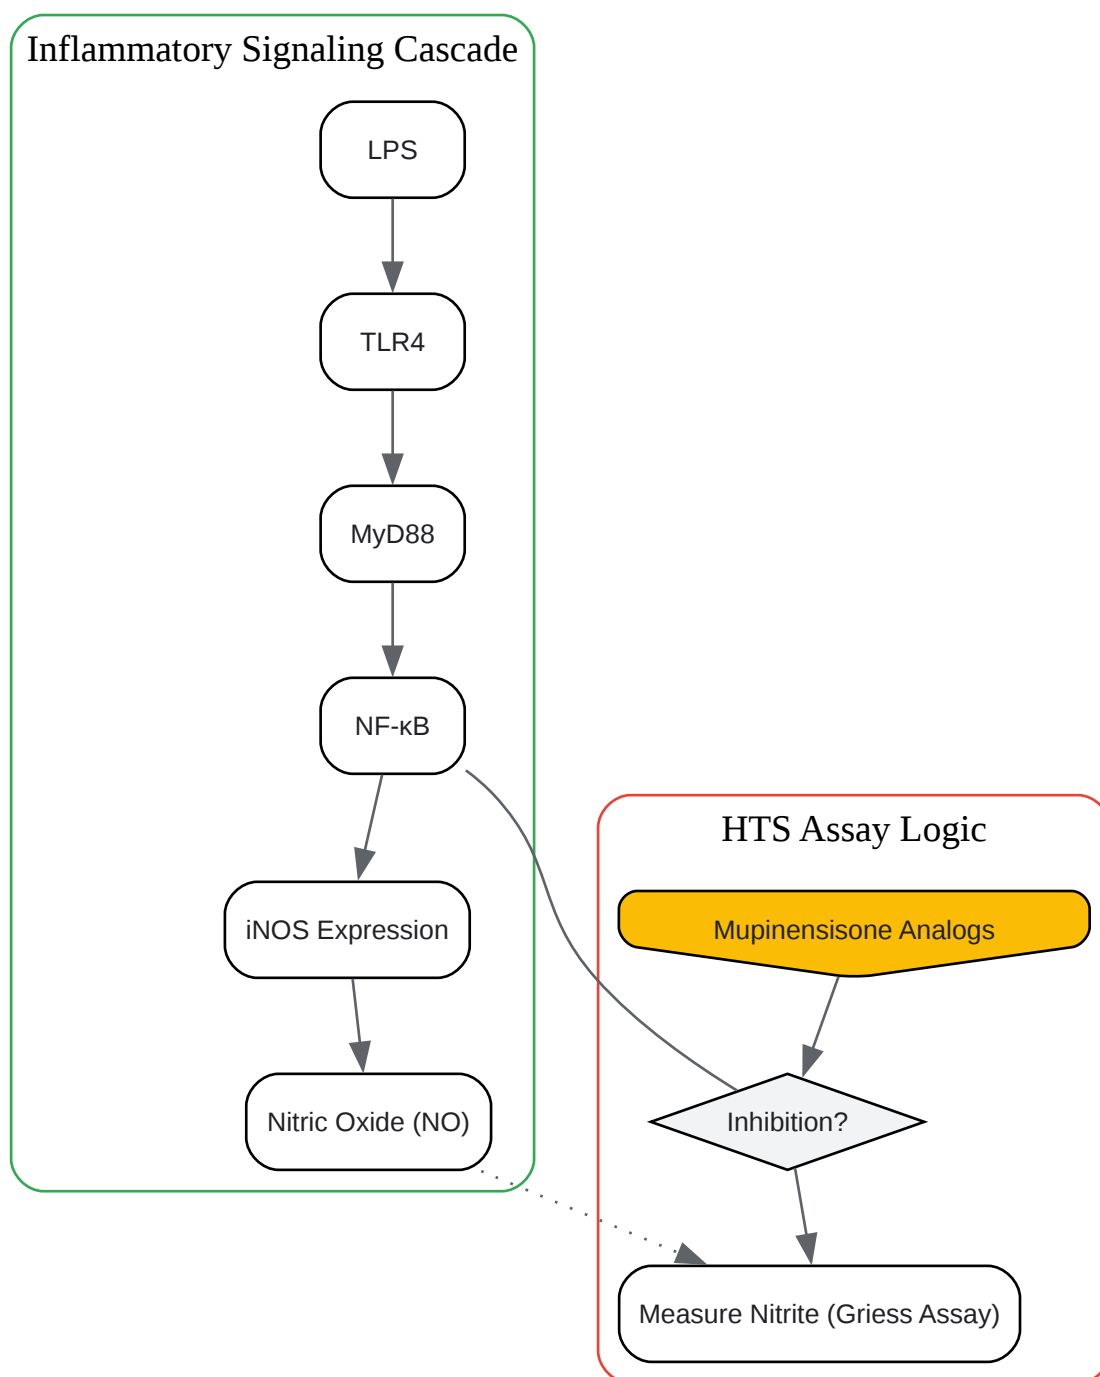 Inflammatory Signaling Cascade
LPS
TLR4
MyD88
NF-κB
iNOS Expression
Nitric Oxide (NO)
HTS Assay Logic
Mupinensisone Analogs
Inhibition?
Measure Nitrite (Griess Assay)